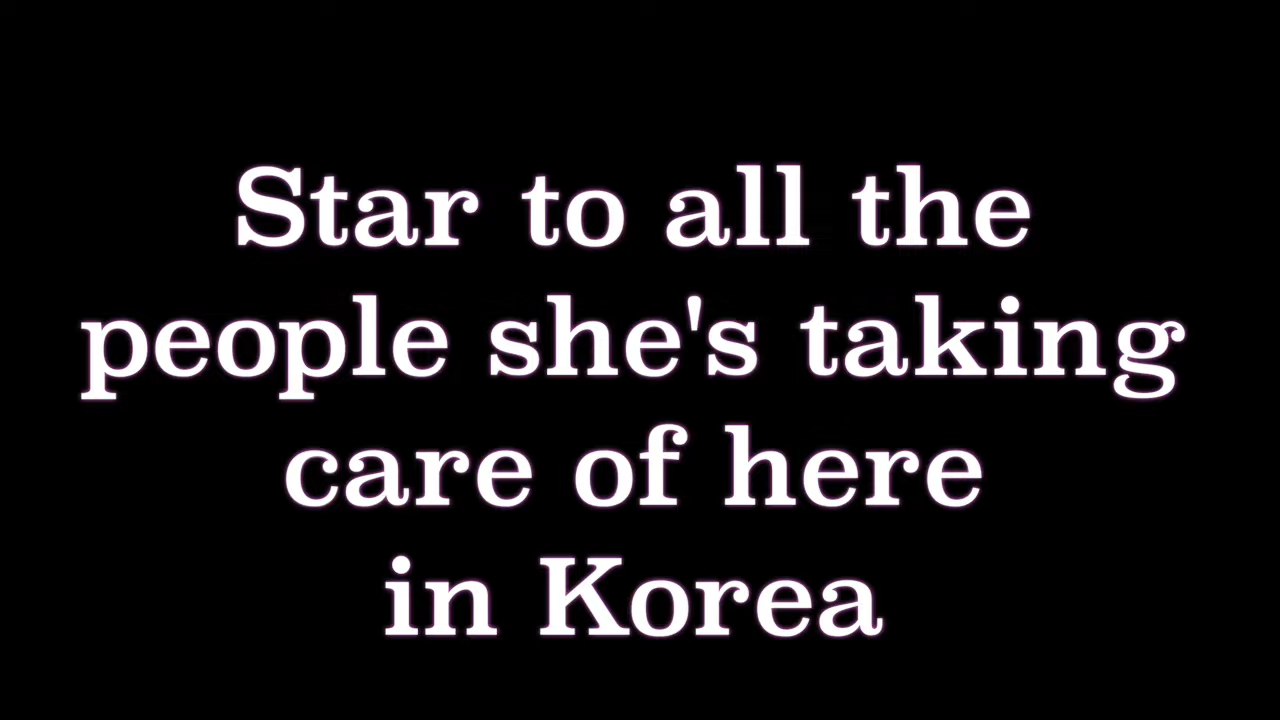 Star to all the
people she's taking
care of here
in Korea